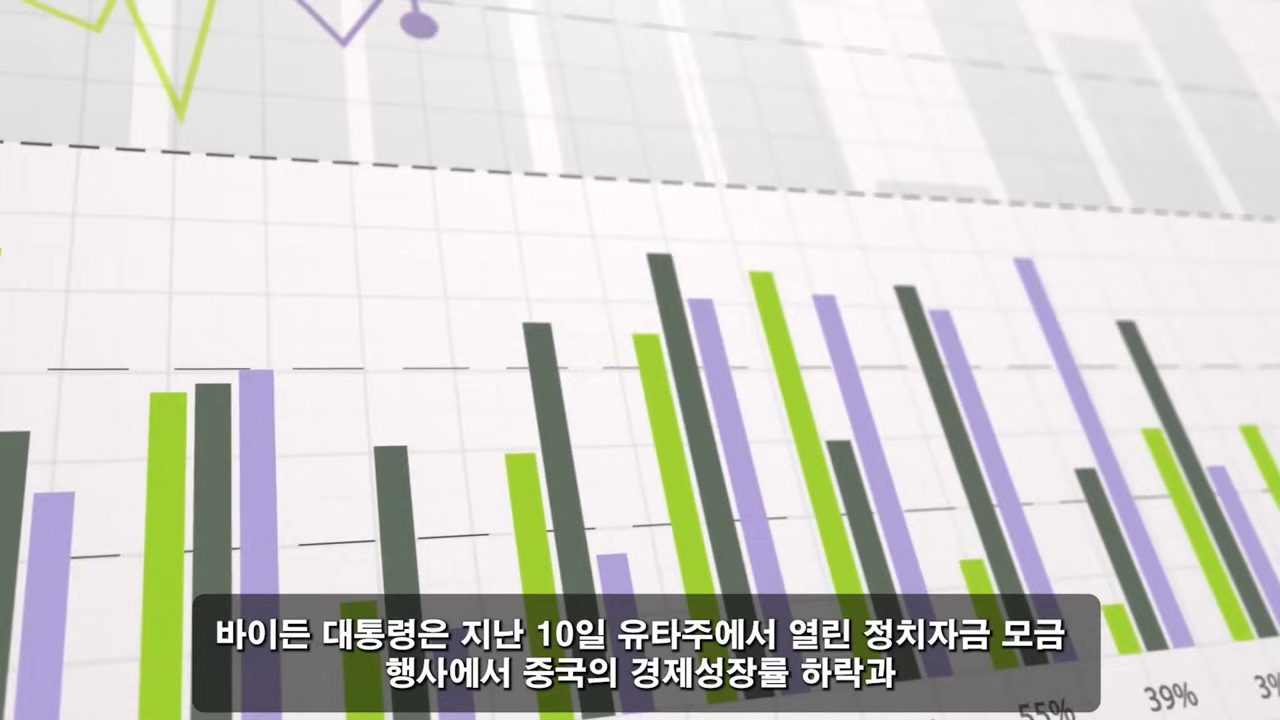 바이든 대통령은 지난 10일 유타주에서 열린 정치자금 모금
행사에서 중국의 경제성장률 하락과
55%
39%
3%